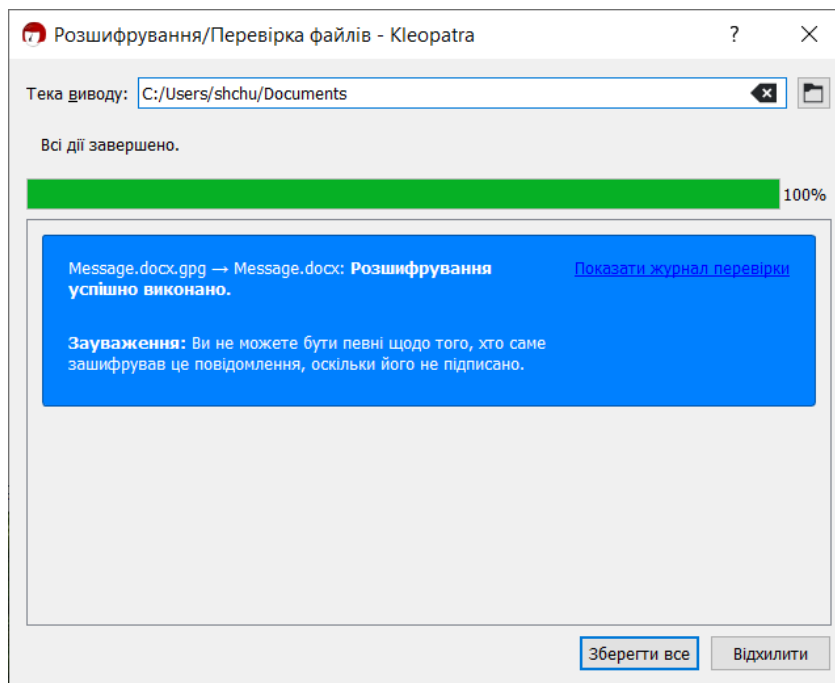 Розшифрування/Перевірка файлів - Kleopatra
?
Тека виводу: C:/Users/shchu/Documents
Всі дії завершено.
100%
Message.docx.gpg → Message.docx: Розшифрування
успішно виконано.
Показати журнал перевірки
Зауваження: Ви не можете бути певні щодо того, хто саме
зашифрував це повідомлення, оскільки його не підписано.
Зберегти все
Відхилити